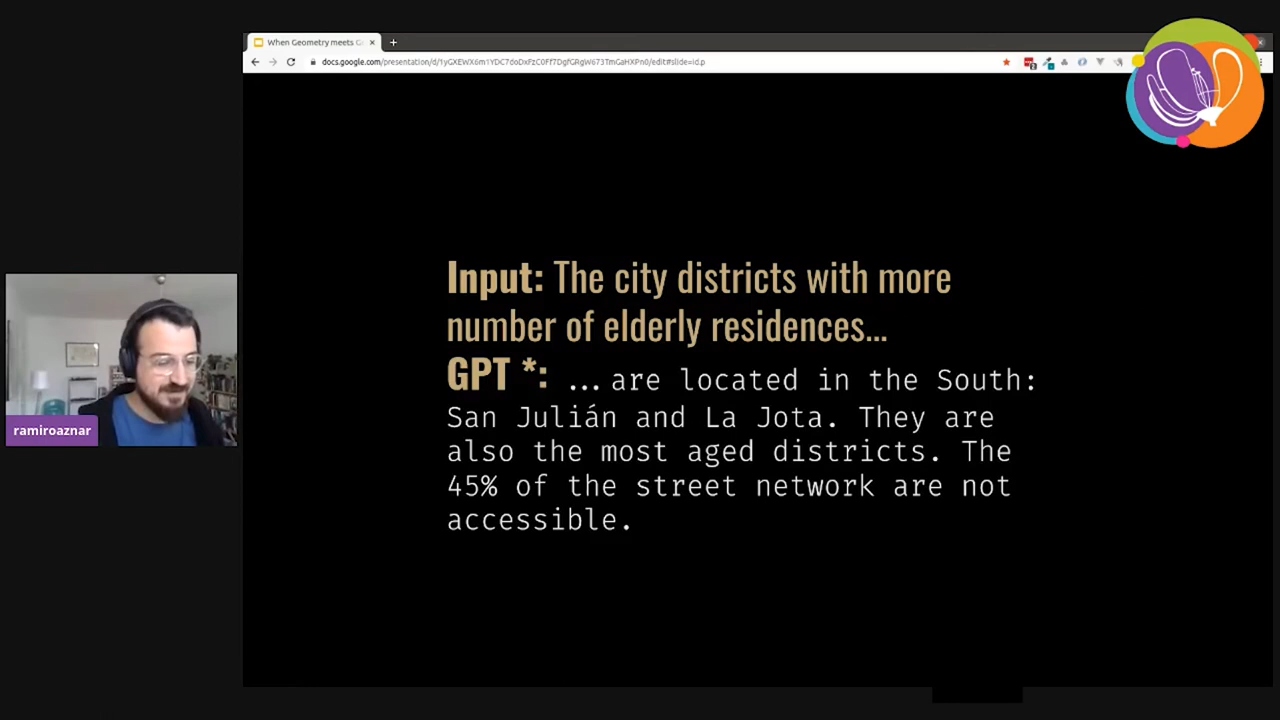 When Geometry meets G
docs.google.com/presentation/d/1yGXEWX6m1YDC7doDxFzC0Ff7DgfGRgW673TmGaHXPn0/edit#slide=id.p
Input: The city districts with more
number of elderly residences...
GPT *: ... are located in the South:
San Julián and La Jota. They are
also the most aged districts. The
45% of the street network are not
accessible.
ramiroaznar